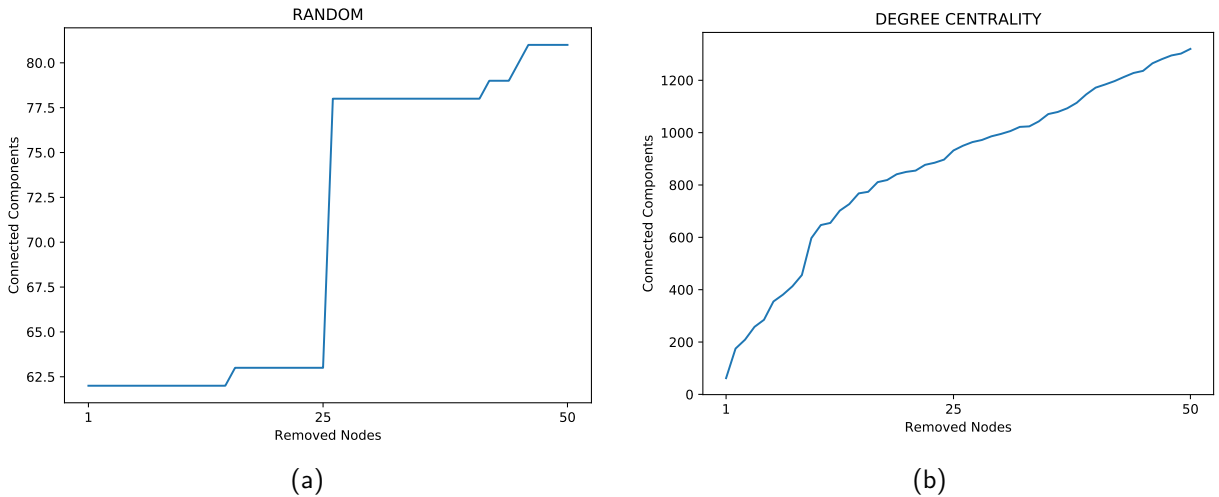 RANDOM
Connected Components
80.0
77.5
75.0
72.5
70.0
67.5
65.0
62.5
1
25
50
Removed Nodes
(a)
DEGREE CENTRALITY
Connected Components
1200
1000
800
600
400
200
0
1
25
50
Removed Nodes
(b)